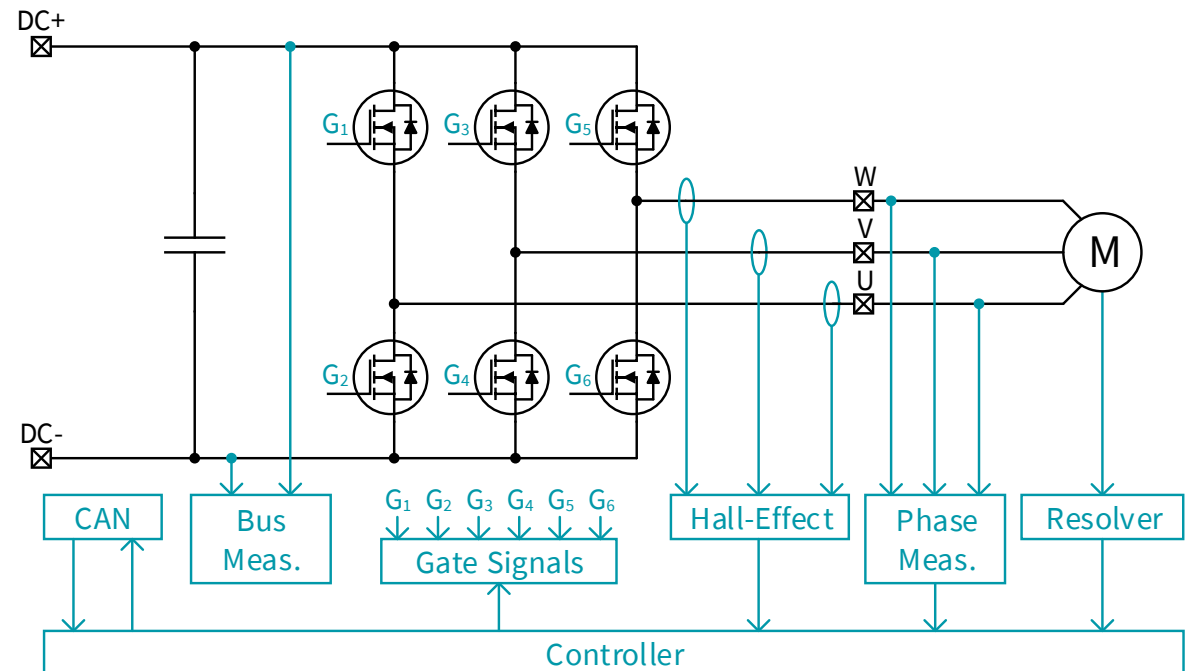 DC+
G₁
G₃
G₅
W
V
U
M
G₂
G₄
G₆
DC-
CAN
Bus
Meas.
G₁ G₂ G₃ G₄ G₅ G₆
Gate Signals
Hall-Effect
Phase
Meas.
Resolver
Controller